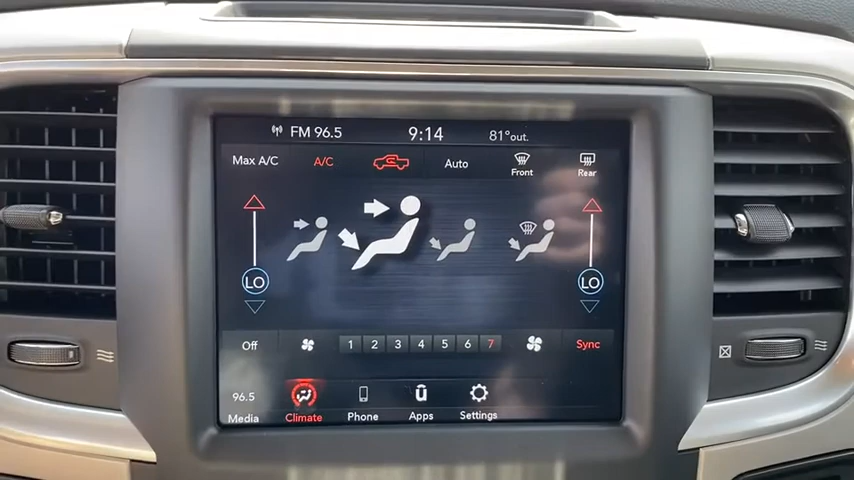 FM 96.5 9:14 81°out.
Max A/C A/C Auto Front Rear
LO LO
Off 1 2 3 4 5 6 7 Sync
96.5
Media Climate Phone Apps Settings